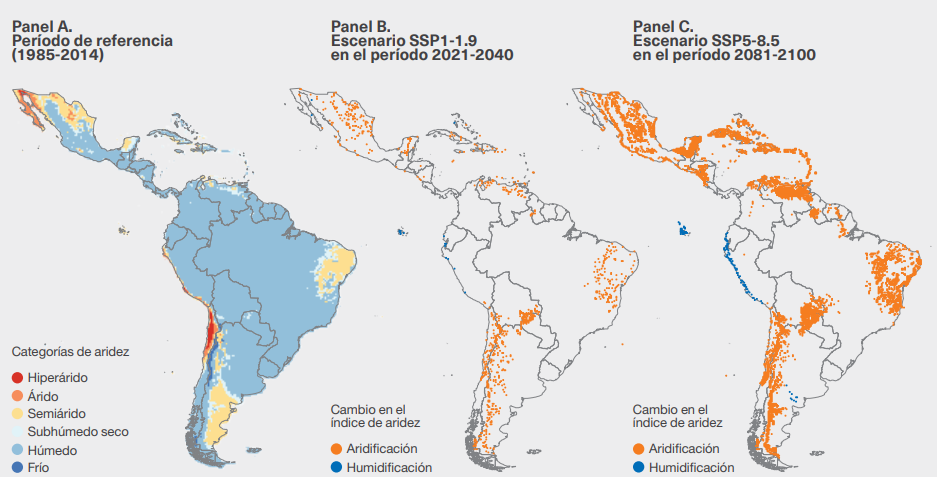 Panel A.
Período de referencia
(1985-2014)
Panel B.
Escenario SSP1-1.9
en el período 2021-2040
Panel C.
Escenario SSP5-8.5
en el período 2081-2100
Categorías de aridez
Hiperárido
Árido
Semiárido
Subhúmedo seco
Húmedo
Frío
Cambio en el
índice de aridez
Aridificación
Humidificación
Cambio en el
índice de aridez
Aridificación
Humidificación